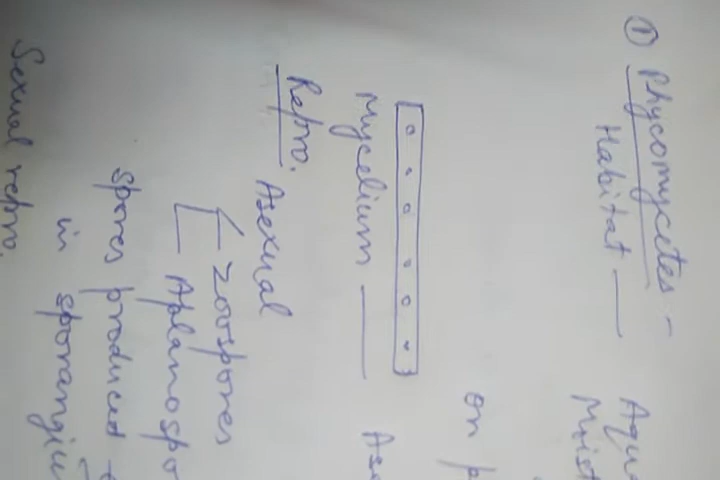 ① Phycomycetes -
Habitat — Aqu
Moist
on p
Mycelium — Ase
Repro. Asexual
Zoospores
Aplanospo
spores produced
in sporangiu
Sexual repro.